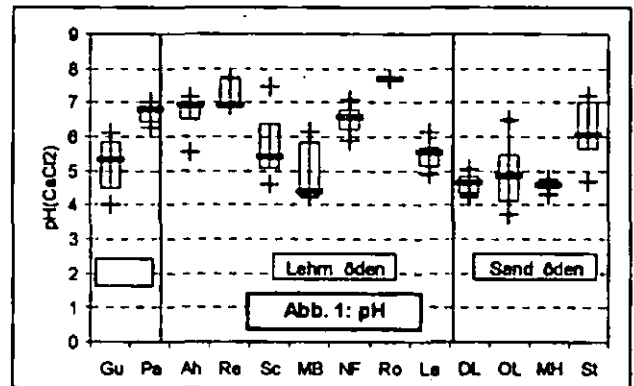 9
8
7
6
5
4
3
2
1
0
pH(CaCl2)
Lehm öden
Sand öden
Abb. 1: pH
Gu Pa Ah Re Sc MB NF Ro La DL OL MH St